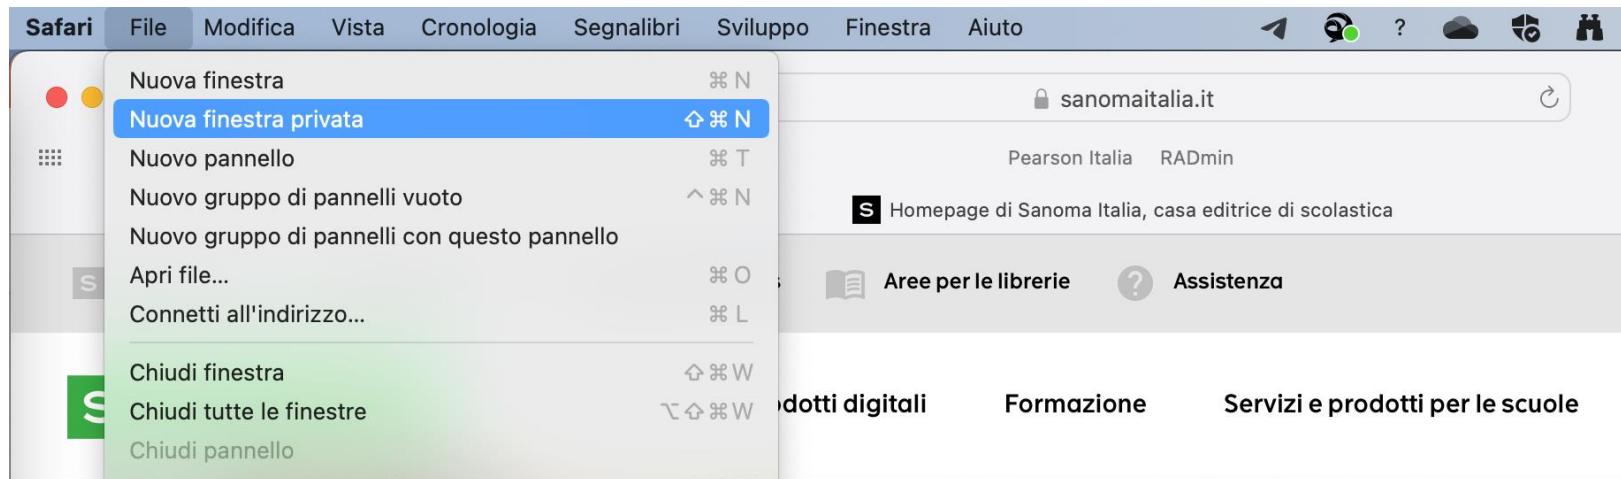 Safari File Modifica Vista Cronologia Segnalibri Sviluppo Finestra Aiuto ?
Nuova finestra ⌘ N
Nuova finestra privata ⇧ ⌘ N
Nuovo pannello ⌘ T
Nuovo gruppo di pannelli vuoto ^ ⌘ N
Nuovo gruppo di pannelli con questo pannello
Apri file... ⌘ O
Connetti all'indirizzo... ⌘ L
Chiudi finestra ⇧ ⌘ W
Chiudi tutte le finestre ⌥ ⇧ ⌘ W
Chiudi pannello
sanomaitalia.it
Pearson Italia RADmin
S Homepage di Sanoma Italia, casa editrice di scolastica
S Aree per le librerie ? Assistenza
S dotti digitali Formazione Servizi e prodotti per le scuole